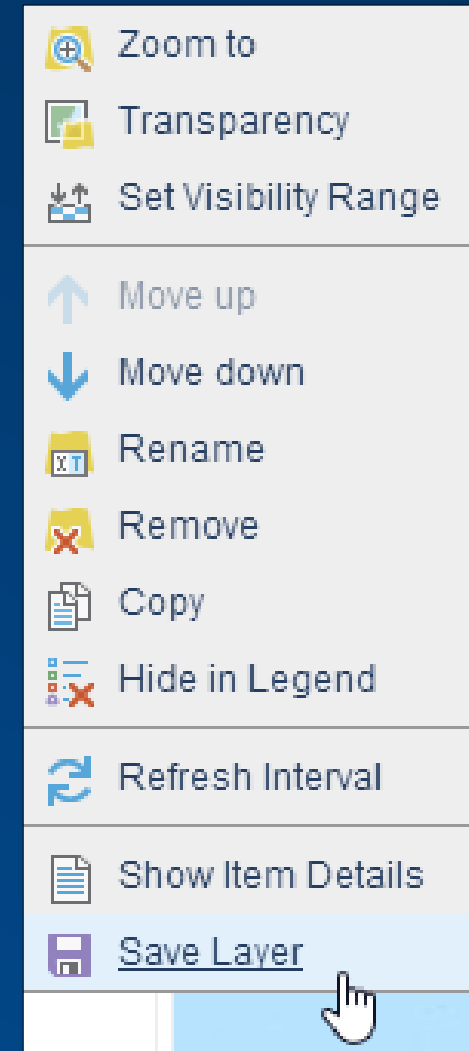 Zoom to
Transparency
Set Visibility Range
Move up
Move down
Rename
Remove
Copy
Hide in Legend
Refresh Interval
Show Item Details
Save Layer